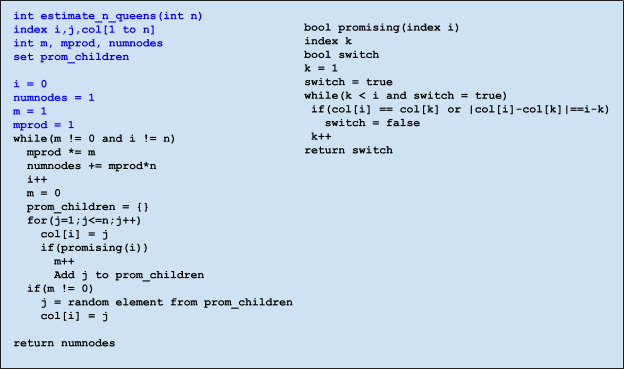 int estimate_n_queens(int n)
index i,j,col[1 to n]
int m, mprod, numnodes
set prom_children

i = 0
numnodes = 1
m = 1
mprod = 1
while(m != 0 and i != n)
  mprod *= m
  numnodes += mprod*n
  i++
  m = 0
  prom_children = {}
  for(j=1;j<=n;j++)
    col[i] = j
    if(promising(i))
      m++
      Add j to prom_children
  if(m != 0)
    j = random element from prom_children
    col[i] = j

return numnodes

bool promising(index i)
index k
bool switch
k = 1
switch = true
while(k < i and switch = true)
 if(col[i] == col[k] or |col[i]-col[k]|==i-k)
   switch = false
 k++
return switch